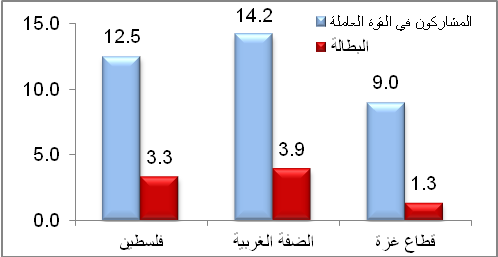 المشاركون في القوة العاملة
البطالة
15.0
10.0
5.0
0.0
12.5
3.3
14.2
3.9
9.0
1.3
فلسطين
الضفة الغربية
قطاع غزة